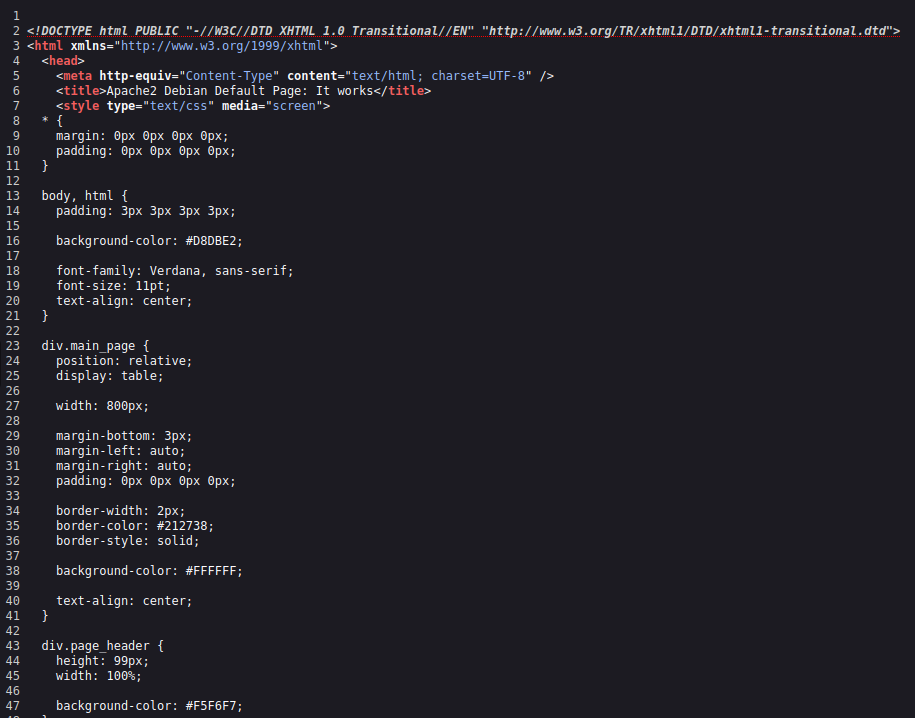 1
2 <!DOCTYPE html PUBLIC "-//W3C//DTD XHTML 1.0 Transitional//EN" "http://www.w3.org/TR/xhtml1/DTD/xhtml1-transitional.dtd">
3 <html xmlns="http://www.w3.org/1999/xhtml">
4   <head>
5     <meta http-equiv="Content-Type" content="text/html; charset=UTF-8" />
6     <title>Apache2 Debian Default Page: It works</title>
7     <style type="text/css" media="screen">
8   * {
9     margin: 0px 0px 0px 0px;
10     padding: 0px 0px 0px 0px;
11   }
12
13   body, html {
14     padding: 3px 3px 3px 3px;
15
16     background-color: #D8DBE2;
17
18     font-family: Verdana, sans-serif;
19     font-size: 11pt;
20     text-align: center;
21   }
22
23   div.main_page {
24     position: relative;
25     display: table;
26
27     width: 800px;
28
29     margin-bottom: 3px;
30     margin-left: auto;
31     margin-right: auto;
32     padding: 0px 0px 0px 0px;
33
34     border-width: 2px;
35     border-color: #212738;
36     border-style: solid;
37
38     background-color: #FFFFFF;
39
40     text-align: center;
41   }
42
43   div.page_header {
44     height: 99px;
45     width: 100%;
46
47     background-color: #F5F6F7;